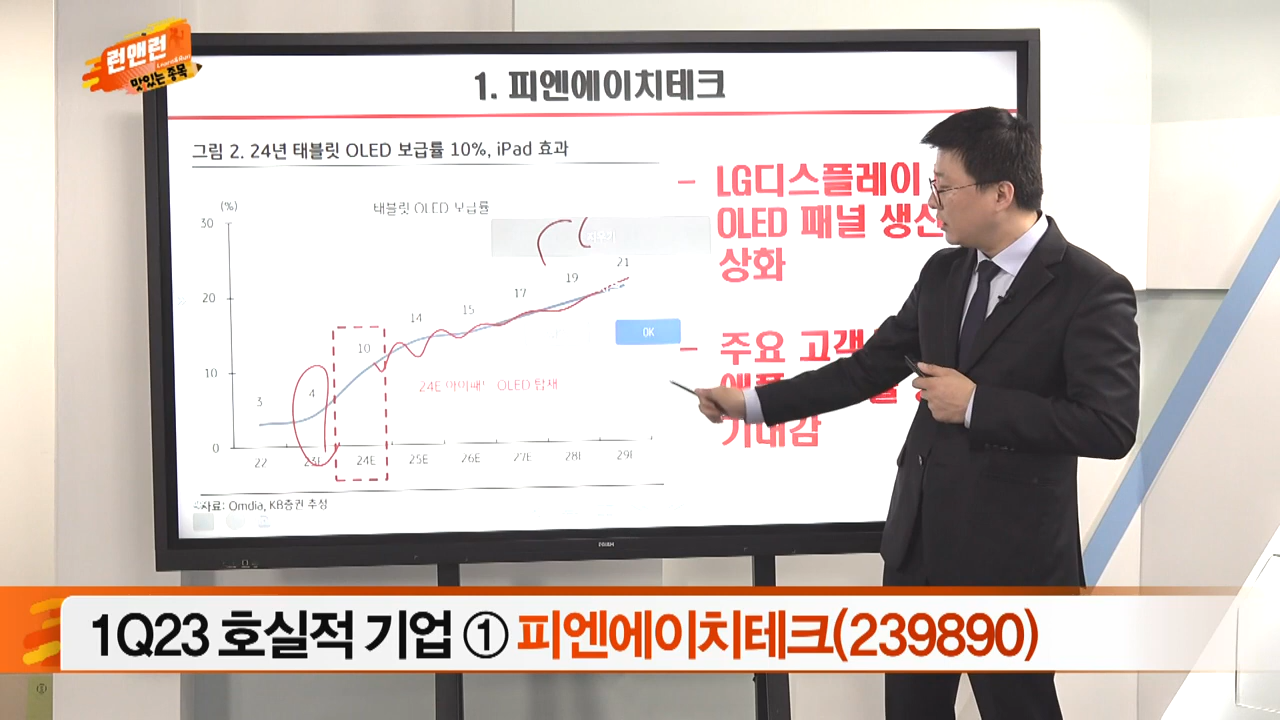 런앤런
맛있는 종목
1. 피엔에이치테크
그림 2. 24년 태블릿 OLED 보급률 10%, iPad 효과
(%)
태블릿 OLED 보급률
30
20
10
0
3
4
10
14
15
17
19
21
24E 아이패드 OLED 탑재
22
23E
24E
25E
26E
27E
28E
29E
자료: Omdia, KB증권 추정
지우기
OK
- LG디스플레이
OLED 패널
상화
- 주요
기대감
1Q23 호실적 기업 ① 피엔에이치테크(239890)